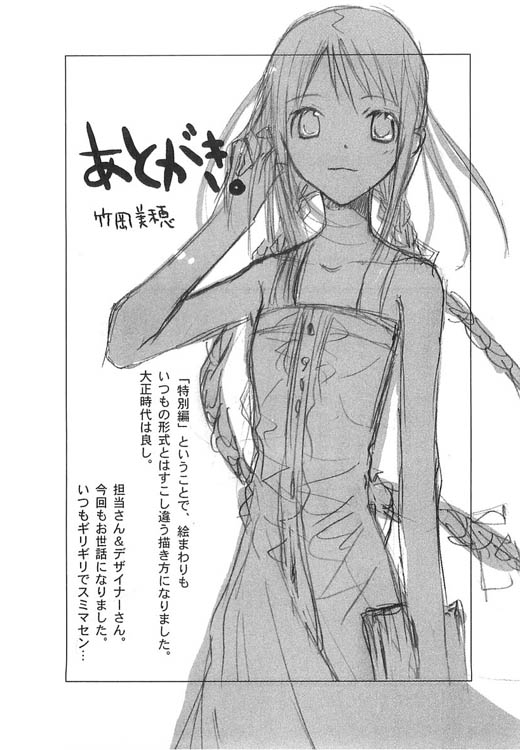 あとがき。
竹岡美穂
「特別編」ということで、絵まわりも
いつもの形式とはすこし違う描き方になりました。
大正時代は良し。
担当さん&デザイナーさん。
今回もお世話になりました。
いつもギリギリでスミマセン…